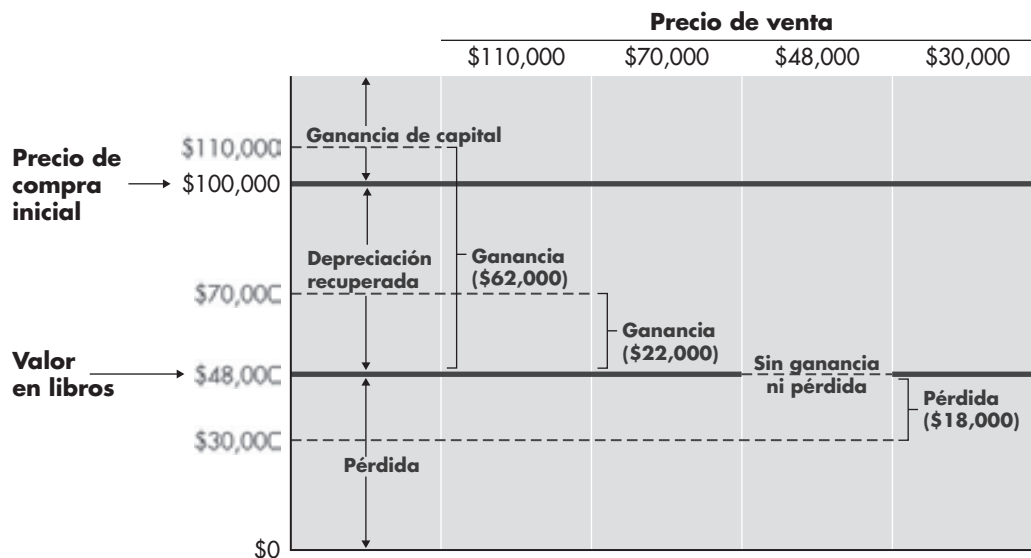 Precio de venta
$110,000 $70,000 $48,000 $30,000
Ganancia de capital
$110,000
Precio de
compra
inicial
$100,000
Depreciación
recuperada
Ganancia
($62,000)
$70,000
Ganancia
($22,000)
Valor
en libros
$48,000
Sin ganancia
ni pérdida
Pérdida
($18,000)
$30,000
Pérdida
$0